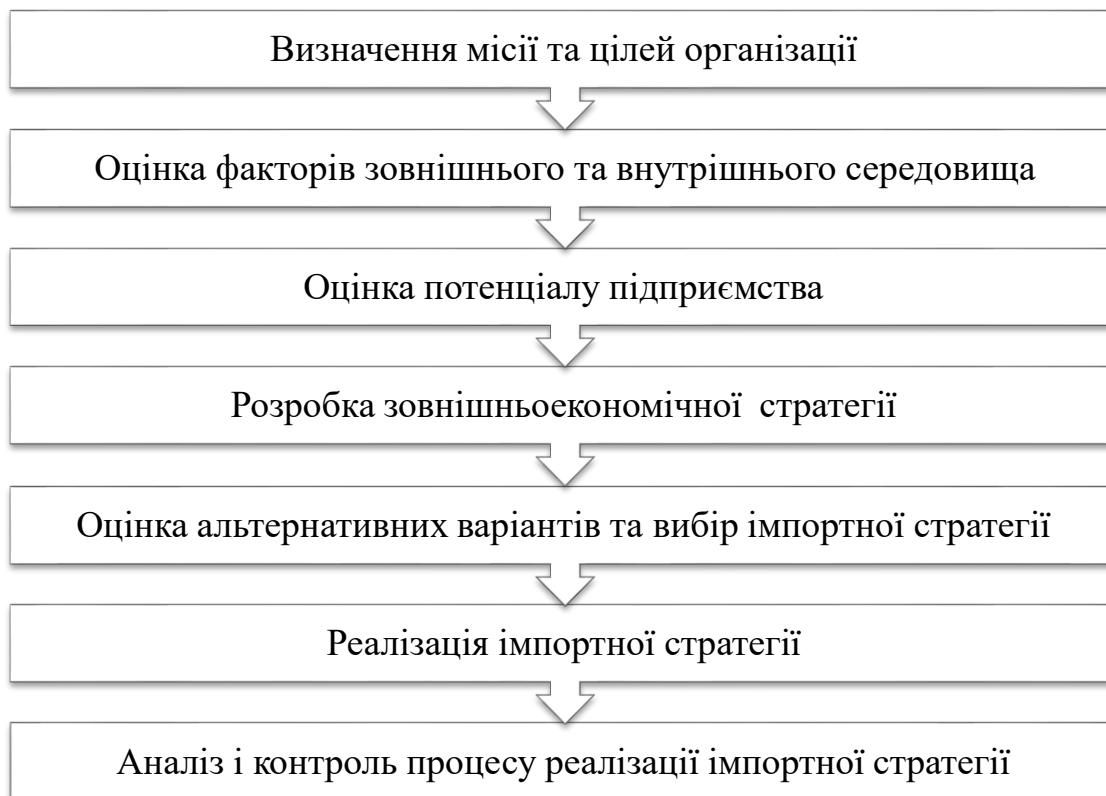 Визначення місії та цілей організації
Оцінка факторів зовнішнього та внутрішнього середовища
Оцінка потенціалу підприємства
Розробка зовнішньоекономічної стратегії
Оцінка альтернативних варіантів та вибір імпортної стратегії
Реалізація імпортної стратегії
Аналіз і контроль процесу реалізації імпортної стратегії